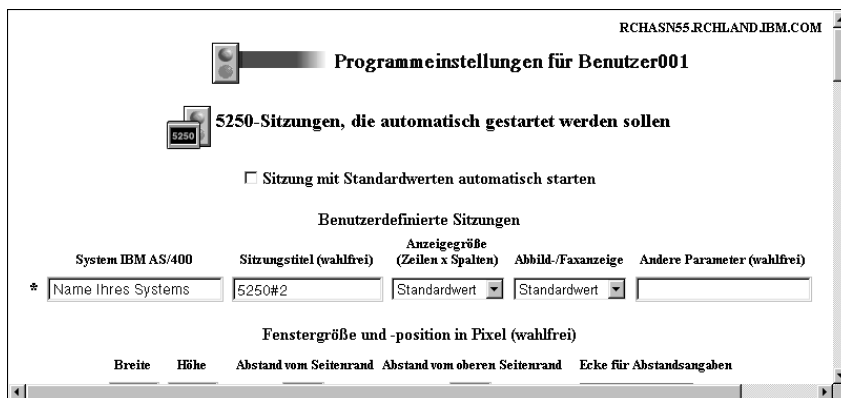 RCHASN55.RCHLAND.IBM.COM
Programmeinstellungen für Benutzer001
5250
5250-Sitzungen, die automatisch gestartet werden sollen
Sitzung mit Standardwerten automatisch starten
Benutzerdefinierte Sitzungen
System IBM AS/400 Sitzungstitel (wahlfrei) Anzeigegröße (Zeilen x Spalten) Abbild-/Faxanzeige Andere Parameter (wahlfrei)
* Name Ihres Systems 5250#2 Standardwert Standardwert
Fenstergröße und -position in Pixel (wahlfrei)
Breite Höhe Abstand vom Seitenrand Abstand vom oberen Seitenrand Ecke für Abstandsangaben